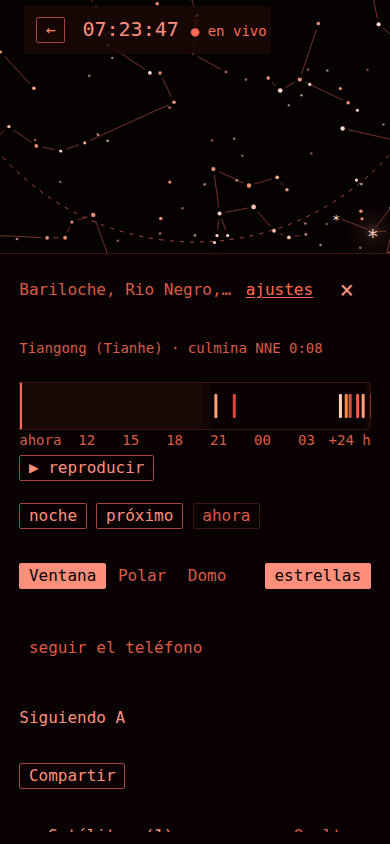 ← 07:23:47 ● en vivo
Bariloche, Rio Negro,… ajustes ×
Tiangong (Tianhe) · culmina NNE 0:08
ahora 12 15 18 21 00 03 +24 h
▶ reproducir
noche próximo ahora
Ventana Polar Domo estrellas
seguir el teléfono
Siguiendo A
Compartir